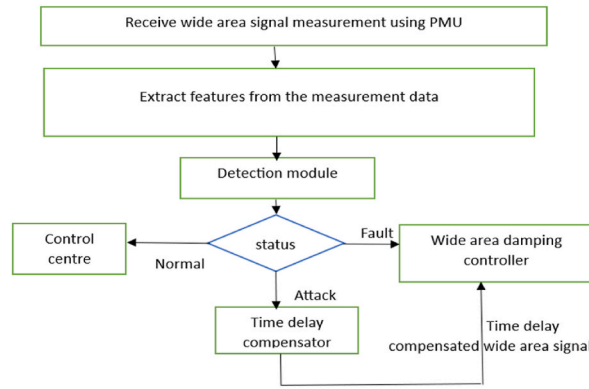 Receive wide area signal measurement using PMU
Extract features from the measurement data
Detection module
status
Control
centre
Normal
Fault
Wide area damping
controller
Attack
Time delay
compensator
Time delay
compensated wide area signal